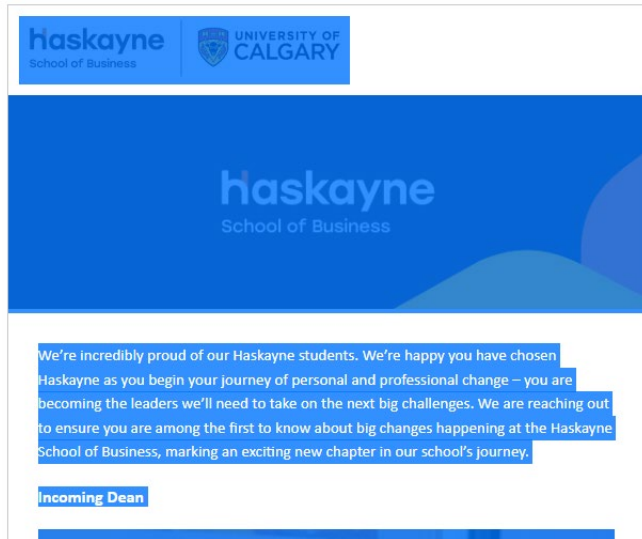 haskayne
School of Business
UNIVERSITY OF
CALGARY
haskayne
School of Business
We're incredibly proud of our Haskayne students. We're happy you have chosen
Haskayne as you begin your journey of personal and professional change – you are
becoming the leaders we'll need to take on the next big challenges. We are reaching out
to ensure you are among the first to know about big changes happening at the Haskayne
School of Business, marking an exciting new chapter in our school's journey.
Incoming Dean